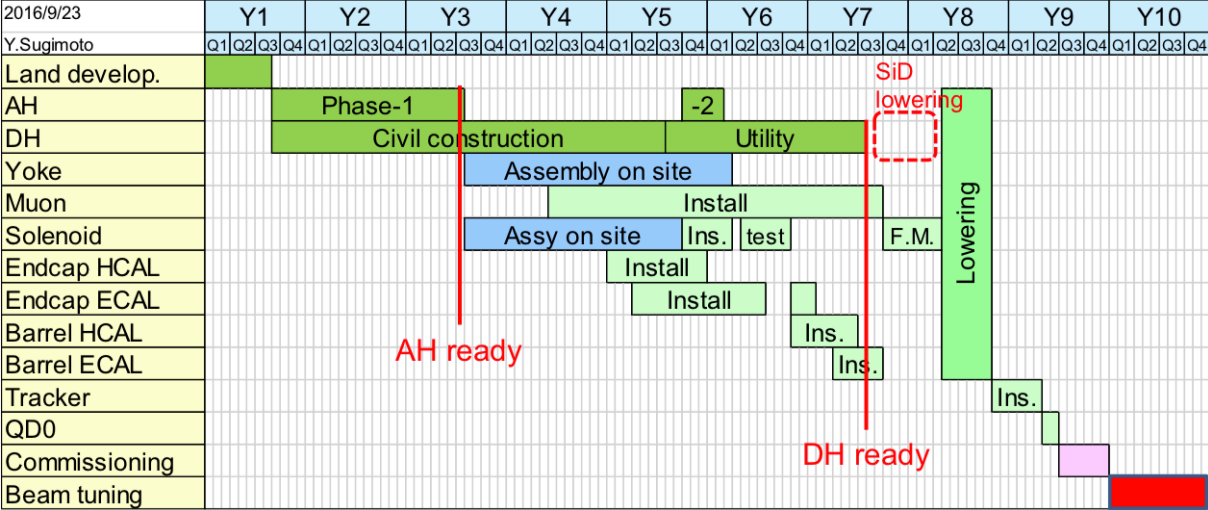 2016/9/23 Y1 Y2 Y3 Y4 Y5 Y6 Y7 Y8 Y9 Y10
Y.Sugimoto Q1 Q2 Q3 Q4 Q1 Q2 Q3 Q4 Q1 Q2 Q3 Q4 Q1 Q2 Q3 Q4 Q1 Q2 Q3 Q4 Q1 Q2 Q3 Q4 Q1 Q2 Q3 Q4 Q1 Q2 Q3 Q4 Q1 Q2 Q3 Q4 Q1 Q2 Q3 Q4
Land develop. SiD
lowering
AH Phase-1 -2
DH Civil construction Utility
Yoke Assembly on site
Muon Install
Lowering
Solenoid Assy on site Ins. test F.M.
Endcap HCAL Install
Endcap ECAL Install
Barrel HCAL Ins.
AH ready
Barrel ECAL Ins.
Tracker Ins.
QD0
DH ready
Commissioning
Beam tuning